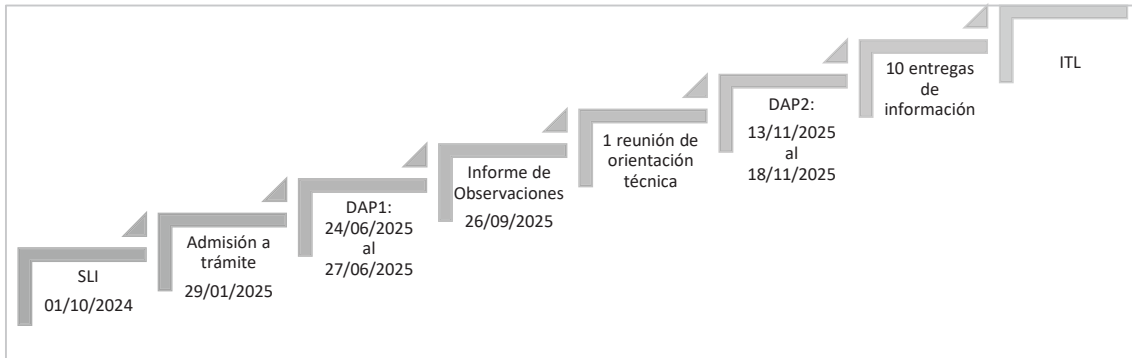 SLI
01/10/2024
Admisión a
trámite
29/01/2025
DAP1:
24/06/2025
al
27/06/2025
Informe de
Observaciones
26/09/2025
1 reunión de
orientación
técnica
DAP2:
13/11/2025
al
18/11/2025
10 entregas
de
información
ITL